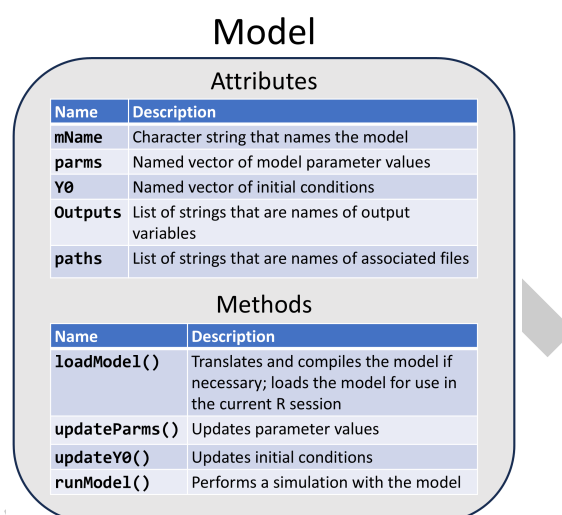 Model
Attributes
Name Description
mName Character string that names the model
parms Named vector of model parameter values
Y0 Named vector of initial conditions
Outputs List of strings that are names of output
variables
paths List of strings that are names of associated files
Methods
Name Description
loadModel() Translates and compiles the model if
necessary; loads the model for use in
the current R session
updateParms() Updates parameter values
updateY0() Updates initial conditions
runModel() Performs a simulation with the model